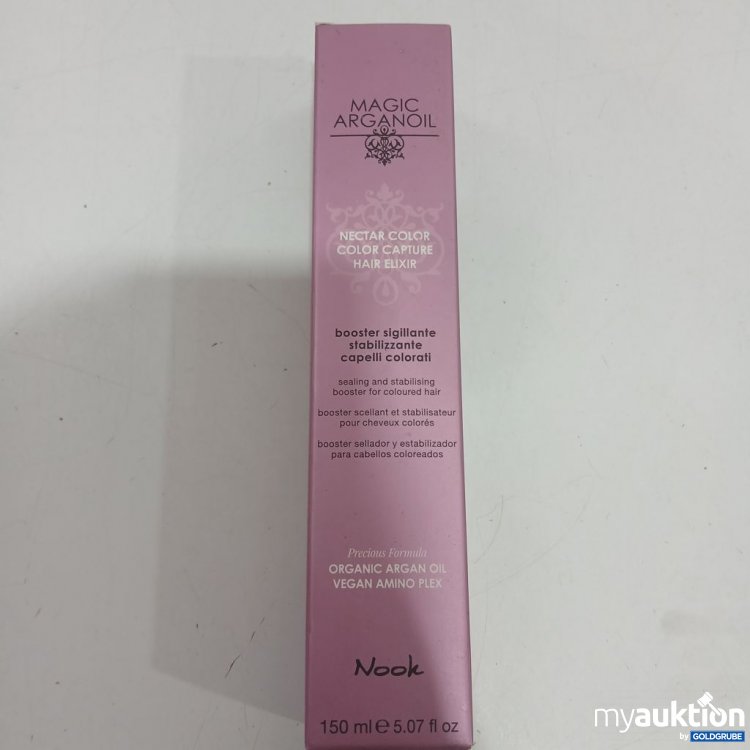 MAGIC
ARGANOIL
NECTAR COLOR
COLOR CAPTURE
HAIR ELIXIR
booster sigillante
stabilizzante
capelli colorati
sealing and stabilising
booster for coloured hair
booster scellant et stabilisateur
pour cheveux colorés
booster sellador y estabilizador
para cabellos coloreados
Precious Formula
ORGANIC ARGAN OIL
VEGAN AMINO PLEX
Nook
150 ml e 5.07 fl oz
myauktion
by GOLDGRUBE